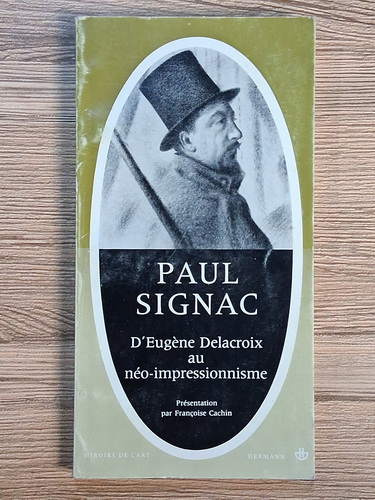 PAUL
SIGNAC
D'Eugène Delacroix
au
néo-impressionnisme
Présentation
par Françoise Cachin
MIROIRS DE L'ART
HERMANN